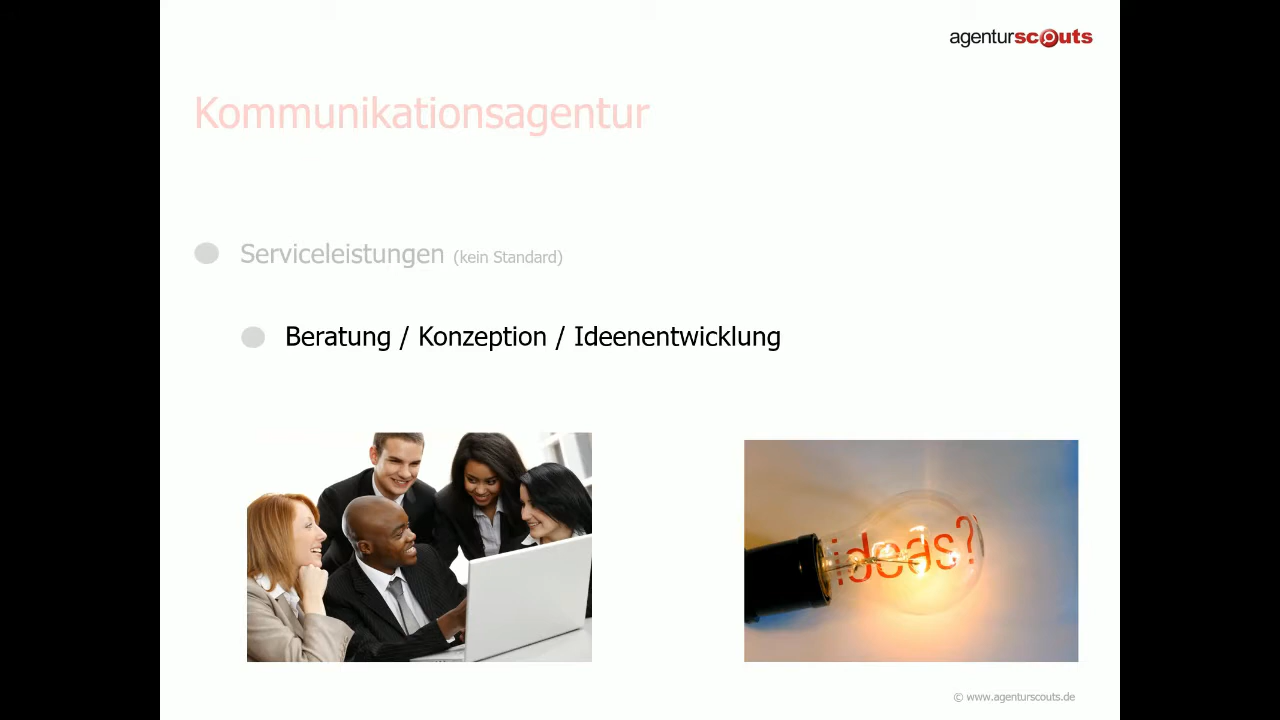 agenturscouts
Kommunikationsagentur
Serviceleistungen (kein Standard)
Beratung / Konzeption / Ideenentwicklung
ideas?
© www.agenturscouts.de